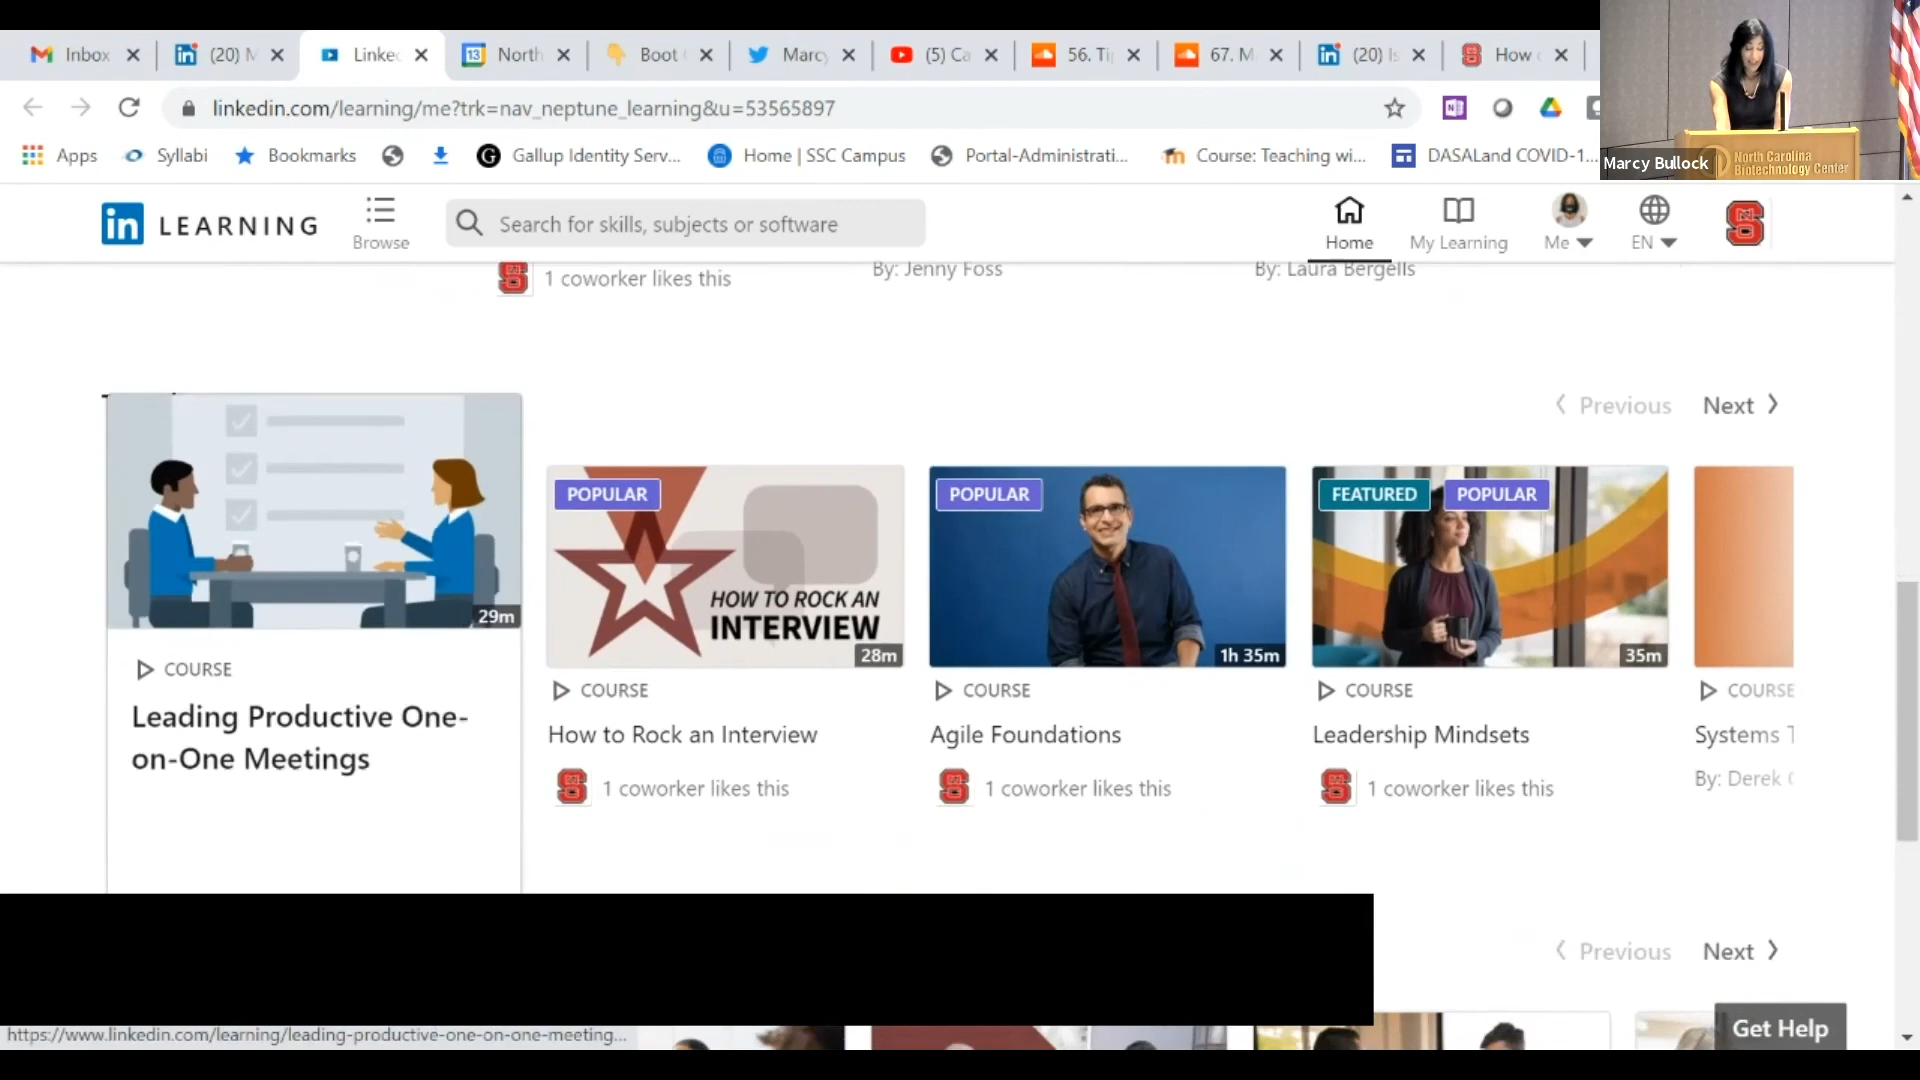 Inbox
(20) M
Linkec
13
North
Boot
Marcy
(5) Ca
56. Tip
67. M
(20) Is
How
linkedin.com/learning/me?trk=nav_neptune_learning&u=53565897
Apps
Syllabi
Bookmarks
Gallup Identity Serv...
Home | SSC Campus
Portal-Administrati...
Course: Teaching wi...
DASALand COVID-1...
Marcy Bullock
North Carolina
Biotechnology Center
in LEARNING
Browse
Search for skills, subjects or software
Home
My Learning
Me
EN
1 coworker likes this
By: Jenny Foss
By: Laura Bergells
Previous
Next
29m
COURSE
Leading Productive One-
on-One Meetings
POPULAR
HOW TO ROCK AN
INTERVIEW
28m
COURSE
How to Rock an Interview
1 coworker likes this
POPULAR
1h 35m
COURSE
Agile Foundations
1 coworker likes this
FEATURED
POPULAR
35m
COURSE
Leadership Mindsets
1 coworker likes this
COURSE
Systems T
By: Derek
Previous
Next
https://www.linkedin.com/learning/leading-productive-one-on-one-meeting...
Get Help